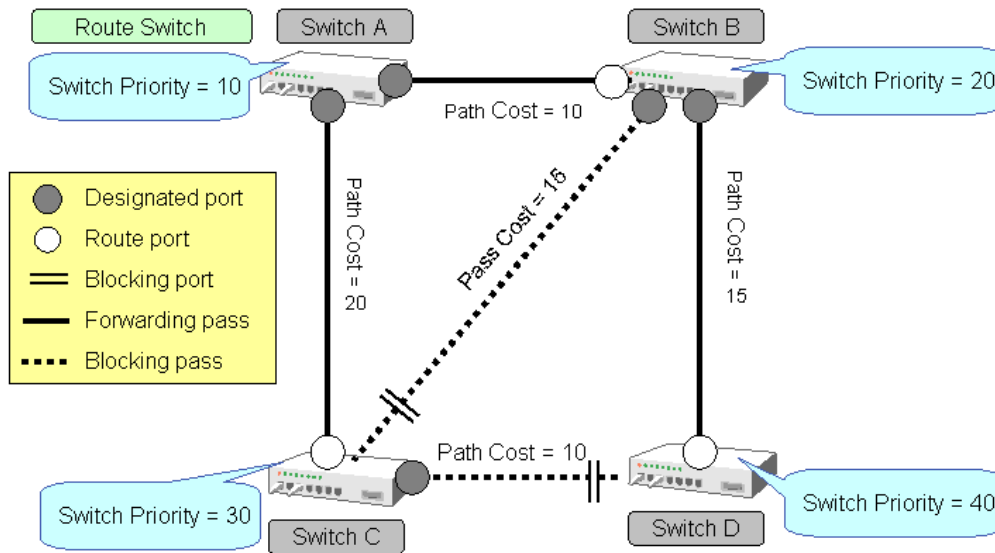 Route Switch
Switch A
Switch B
Switch Priority = 10
Switch Priority = 20
Path Cost = 10
Designated port
Route port
Blocking port
Forwarding pass
Blocking pass
Path Cost =
20
Pass Cost = 15
Path Cost =
15
Path Cost = 10
Switch Priority = 30
Switch C
Switch D
Switch Priority = 40